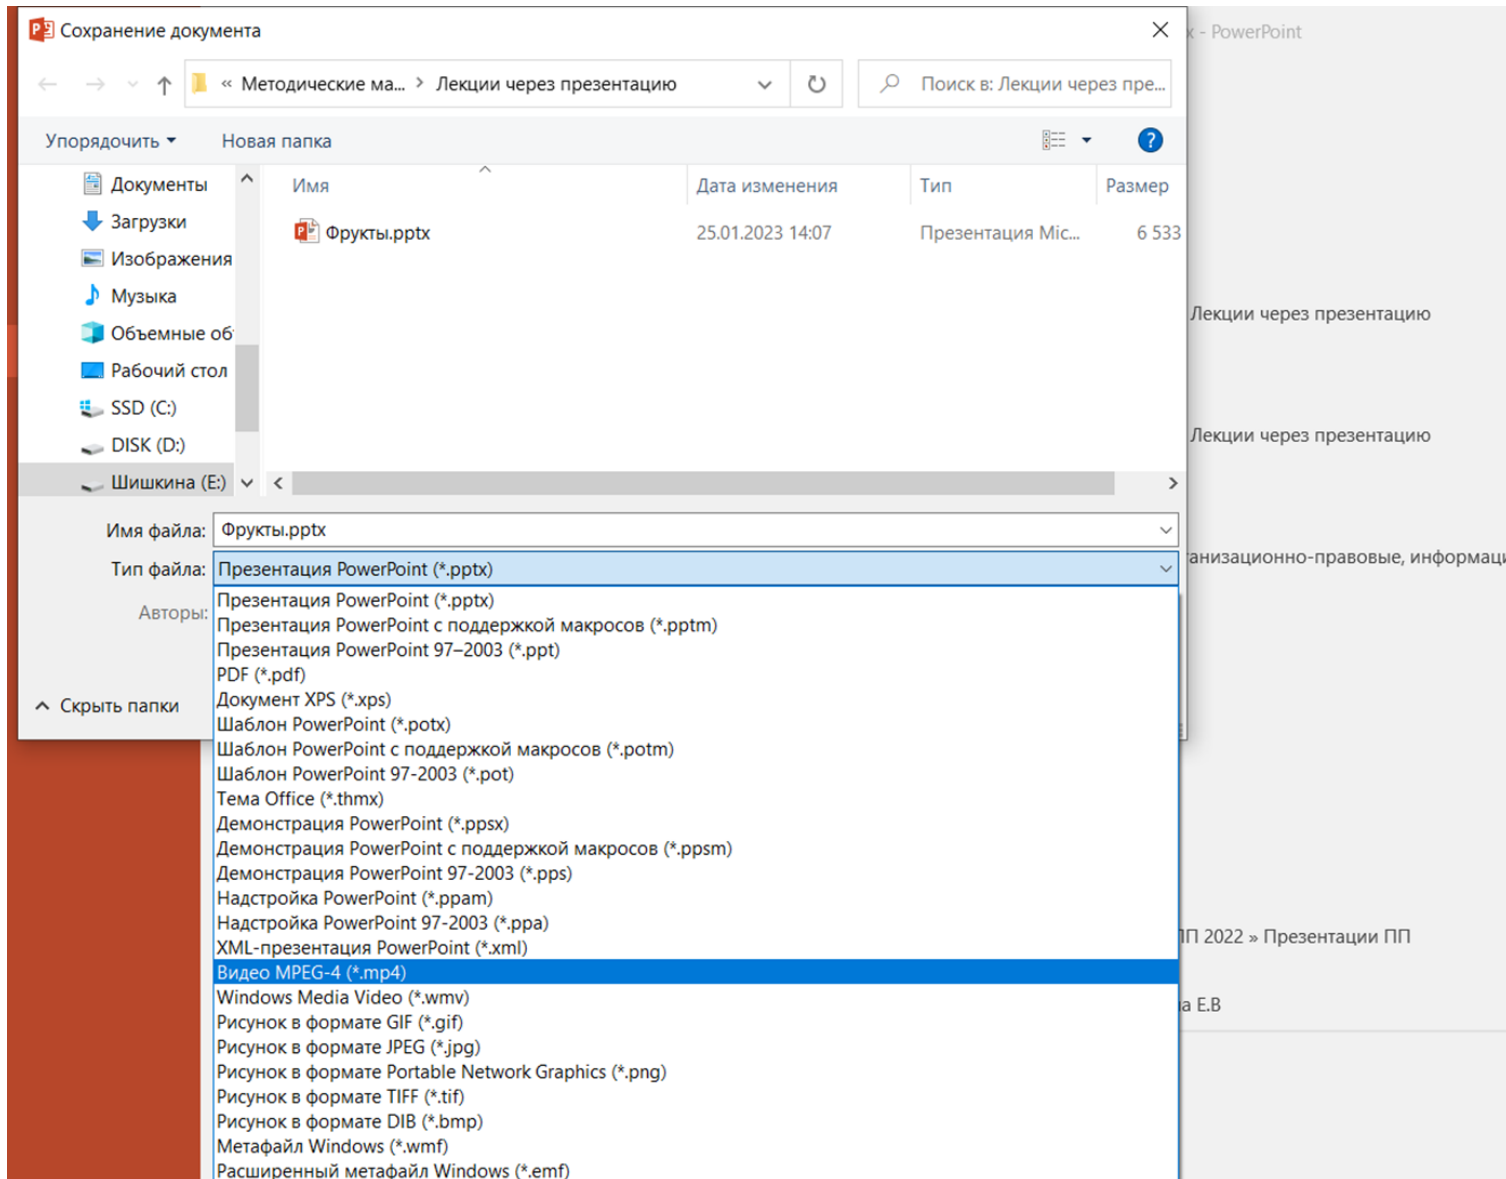 Сохранение документа
- PowerPoint
« Методические ма... > Лекции через презентацию
Поиск в: Лекции через пре...
Упорядочить
Новая папка
?
Документы
Загрузки
Изображения
Музыка
Объемные об
Рабочий стол
SSD (C:)
DISK (D:)
Шишкина (E:)
Имя
Дата изменения
Тип
Размер
Фрукты.pptx
25.01.2023 14:07
Презентация Mic...
6 533
Лекции через презентацию
Лекции через презентацию
Имя файла: Фрукты.pptx
Тип файла: Презентация PowerPoint (*.pptx)
анизационно-правовые, информаци
Авторы:
Скрыть папки
Презентация PowerPoint (*.pptx)
Презентация PowerPoint с поддержкой макросов (*.pptm)
Презентация PowerPoint 97–2003 (*.ppt)
PDF (*.pdf)
Документ XPS (*.xps)
Шаблон PowerPoint (*.potx)
Шаблон PowerPoint с поддержкой макросов (*.potm)
Шаблон PowerPoint 97-2003 (*.pot)
Тема Office (*.thmx)
Демонстрация PowerPoint (*.ppsx)
Демонстрация PowerPoint с поддержкой макросов (*.ppsm)
Демонстрация PowerPoint 97-2003 (*.pps)
Надстройка PowerPoint (*.ppam)
Надстройка PowerPoint 97-2003 (*.ppa)
XML-презентация PowerPoint (*.xml)
Видео MPEG-4 (*.mp4)
Windows Media Video (*.wmv)
Рисунок в формате GIF (*.gif)
Рисунок в формате JPEG (*.jpg)
Рисунок в формате Portable Network Graphics (*.png)
Рисунок в формате TIFF (*.tif)
Рисунок в формате DIB (*.bmp)
Метафайл Windows (*.wmf)
Расширенный метафайл Windows (*.emf)
ПП 2022 » Презентации ПП
а Е.В